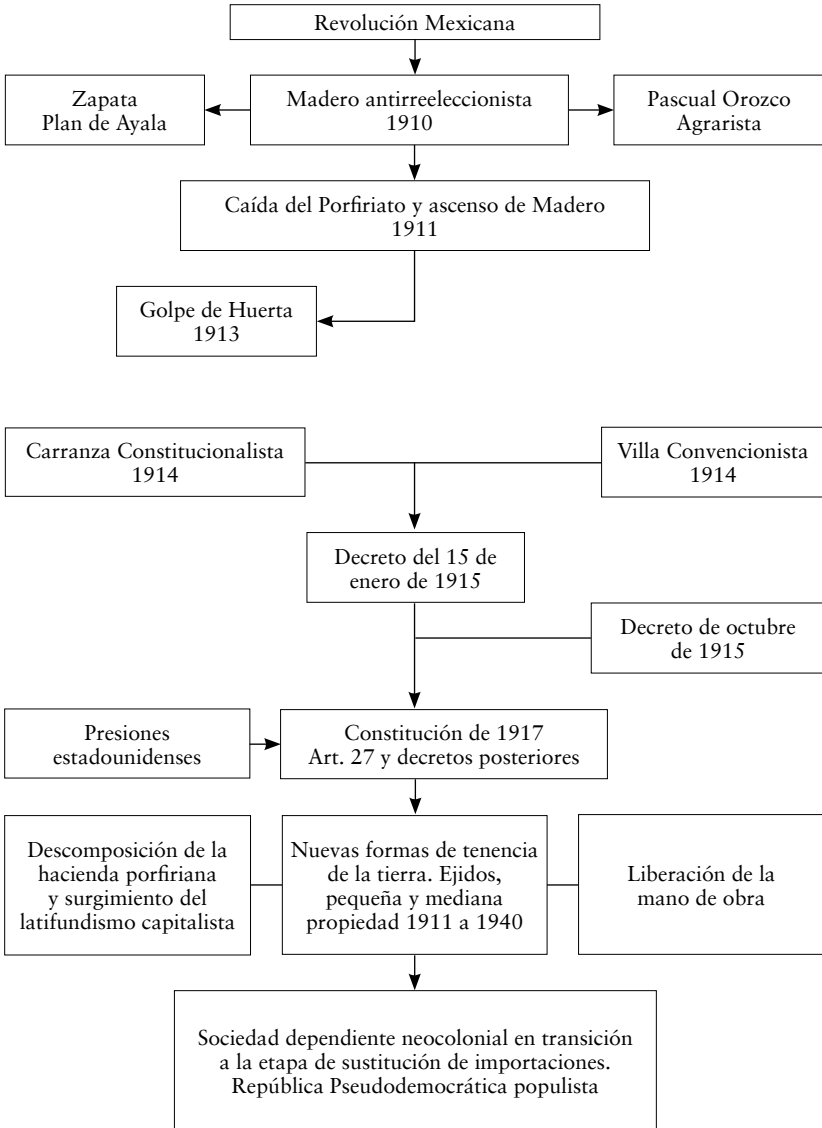 Revolución Mexicana
Zapata
Plan de Ayala
Madero antirreeleccionista
1910
Pascual Orozco
Agrarista
Caída del Porfiriato y ascenso de Madero
1911
Golpe de Huerta
1913
Carranza Constitucionalista
1914
Villa Convencionista
1914
Decreto del 15 de
enero de 1915
Decreto de octubre
de 1915
Presiones
estadounidenses
Constitución de 1917
Art. 27 y decretos posteriores
Descomposición de la
hacienda porfiriana
y surgimiento del
latifundismo capitalista
Nuevas formas de tenencia
de la tierra. Ejidos,
pequeña y mediana
propiedad 1911 a 1940
Liberación de la
mano de obra
Sociedad dependiente neocolonial en transición
a la etapa de sustitución de importaciones.
República Pseudodemocrática populista